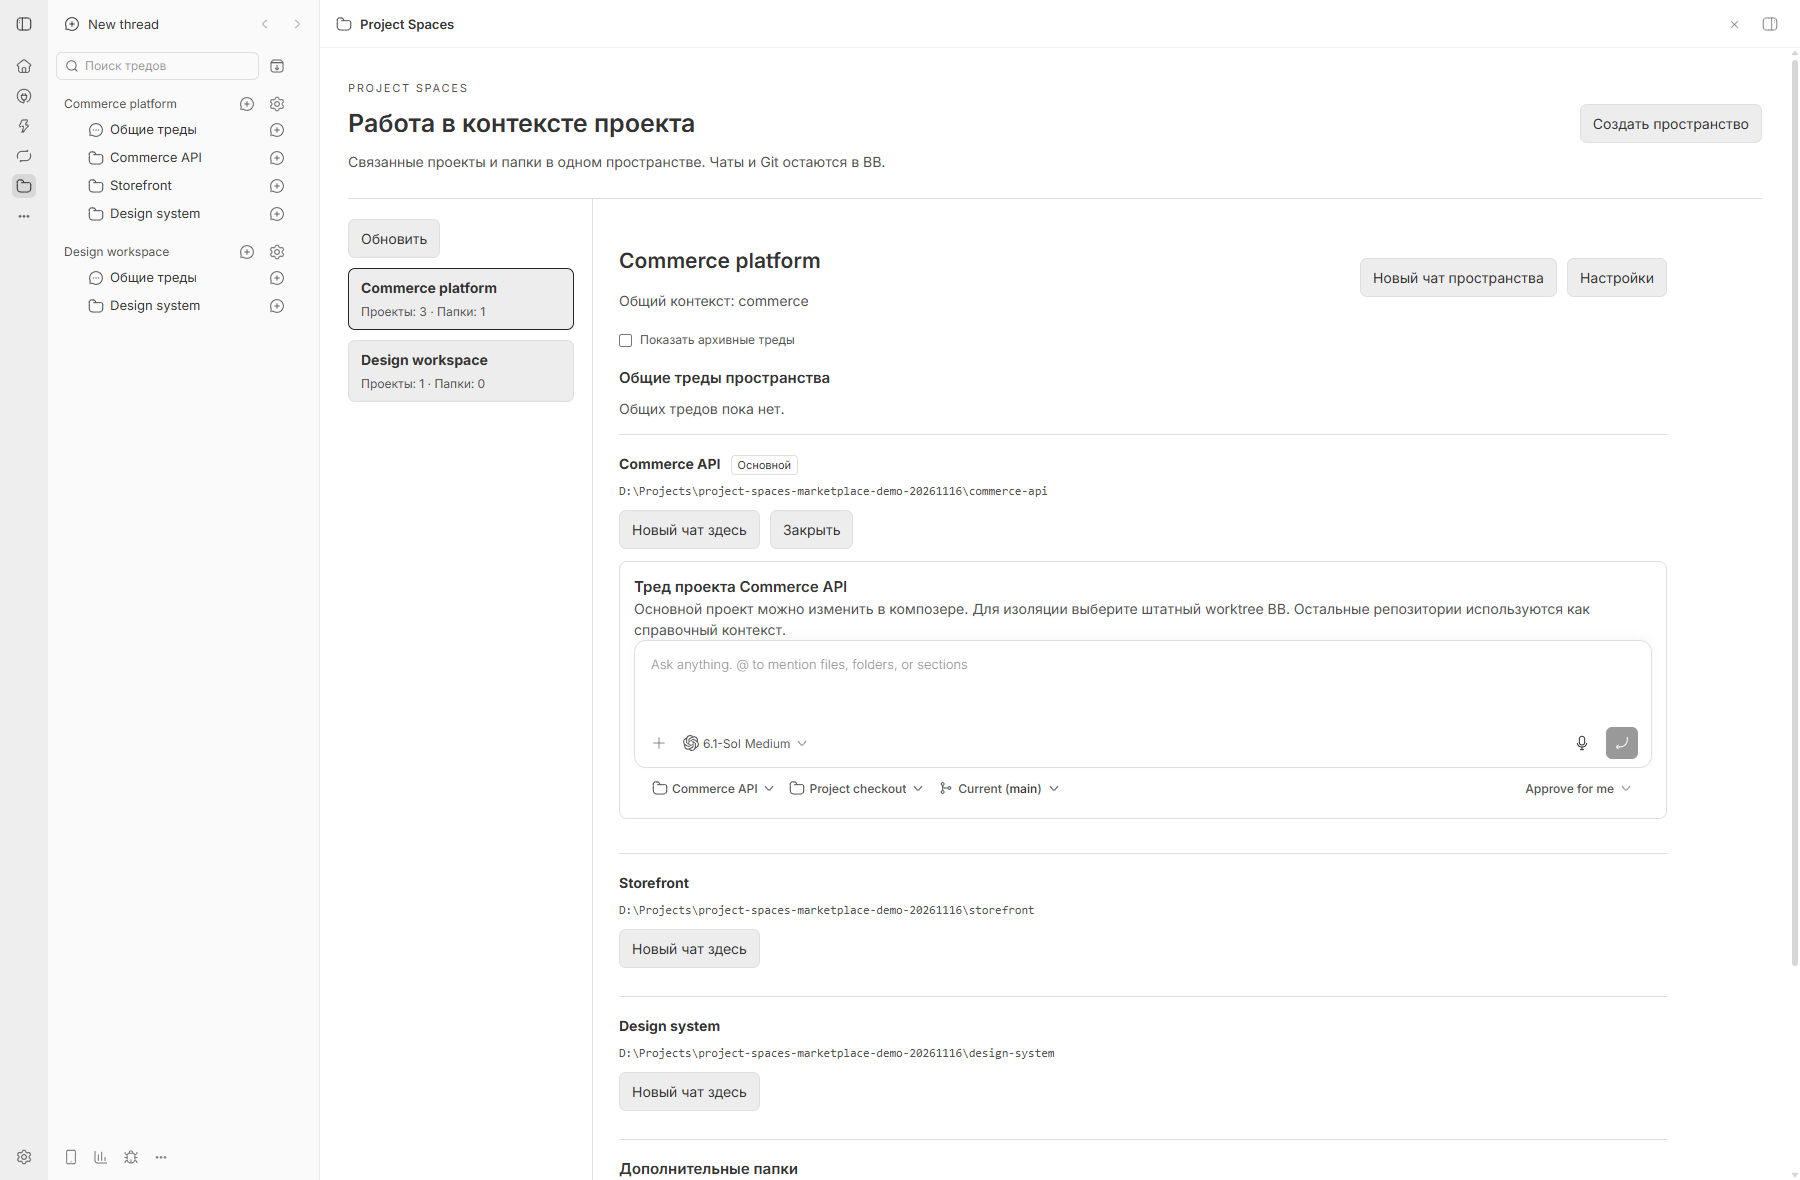 New thread
Поиск тредов
Commerce platform
Общие треды
Commerce API
Storefront
Design system
Design workspace
Общие треды
Design system
Project Spaces
PROJECT SPACES
Работа в контексте проекта
Связанные проекты и папки в одном пространстве. Чаты и Git остаются в BB.
Создать пространство
Обновить
Commerce platform
Проекты: 3 · Папки: 1
Design workspace
Проекты: 1 · Папки: 0
Commerce platform
Общий контекст: commerce
Новый чат пространства
Настройки
Показать архивные треды
Общие треды пространства
Общих тредов пока нет.
Commerce API
Основной
D:\Projects\project-spaces-marketplace-demo-20261116\commerce-api
Новый чат здесь
Закрыть
Тред проекта Commerce API
Основной проект можно изменить в композере. Для изоляции выберите штатный worktree BB. Остальные репозитории используются как
справочный контекст.
Ask anything. @ to mention files, folders, or sections
6.1-Sol Medium
Commerce API
Project checkout
Current (main)
Approve for me
Storefront
D:\Projects\project-spaces-marketplace-demo-20261116\storefront
Новый чат здесь
Design system
D:\Projects\project-spaces-marketplace-demo-20261116\design-system
Новый чат здесь
Дополнительные папки